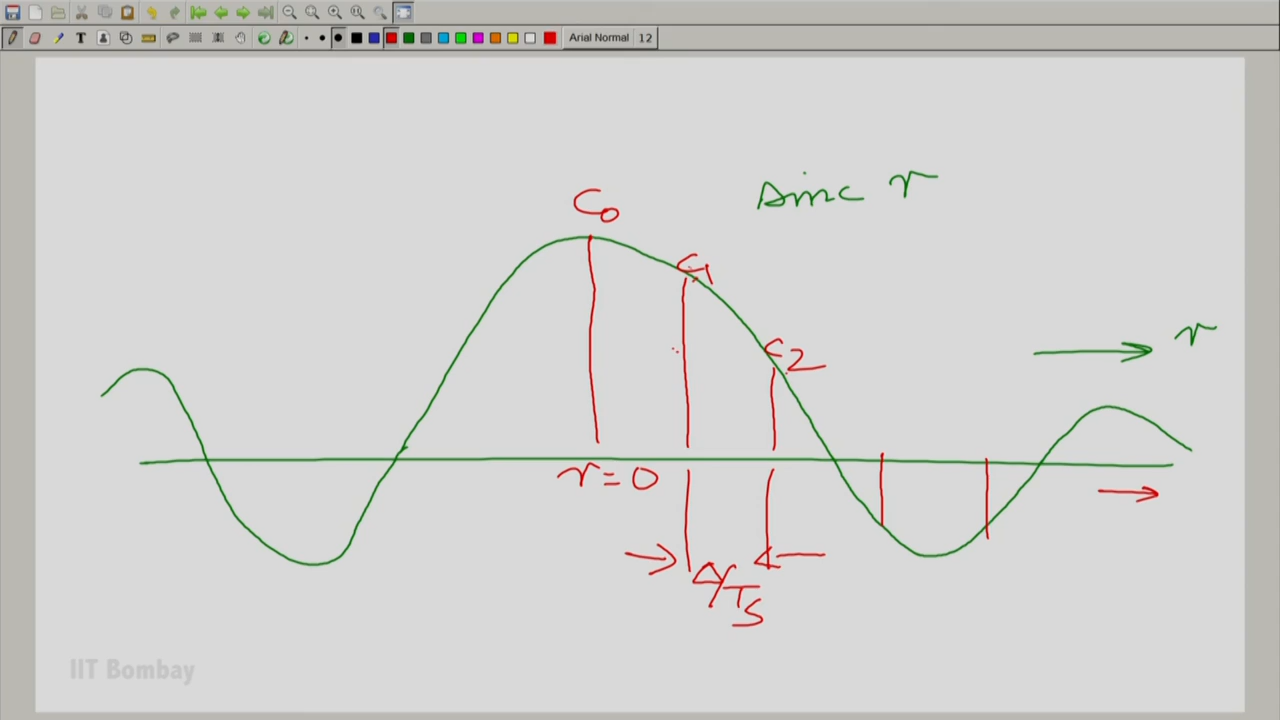 Arial Normal 12
sinc r
C0
C1
C2
r
r = 0
Δ/Ts
IIT Bombay